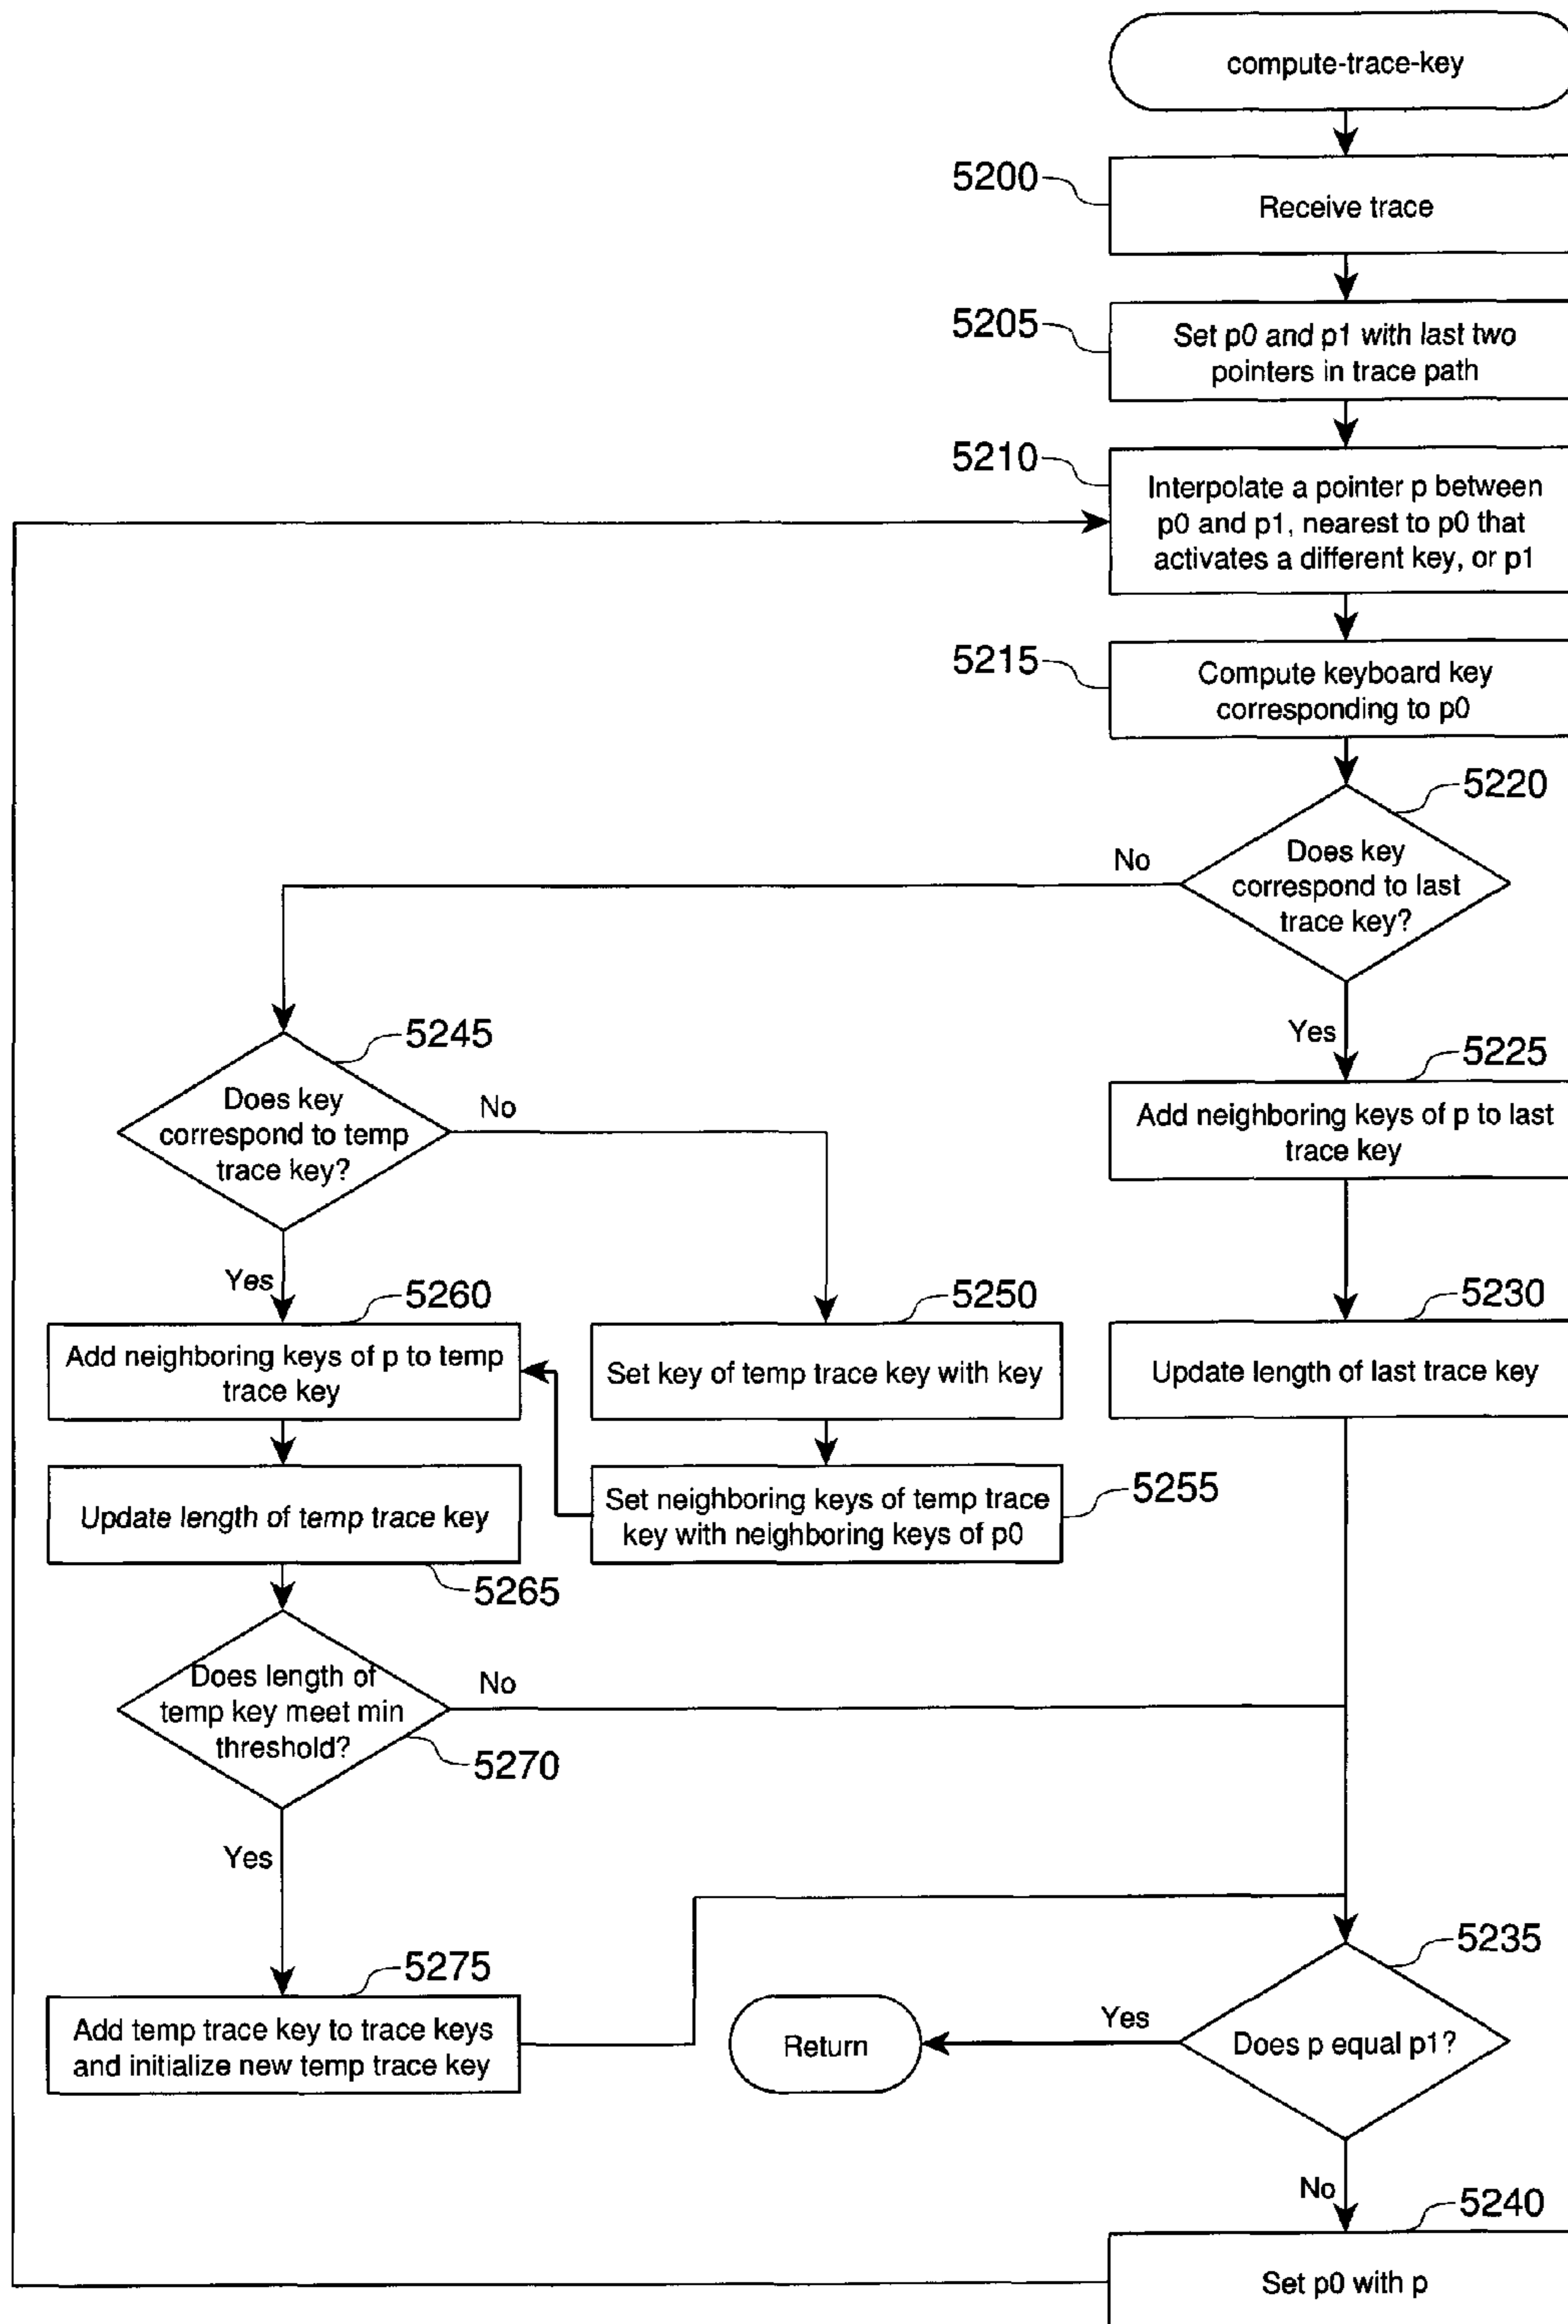 compute-trace-key
5200
Receive trace
5205
Set p0 and p1 with last two
pointers in trace path
5210
Interpolate a pointer p between
p0 and p1, nearest to p0 that
activates a different key, or p1
5215
Compute keyboard key
corresponding to p0
5220
Does key
correspond to last
trace key?
No
Yes
5225
Add neighboring keys of p to last
trace key
5230
Update length of last trace key
5245
Does key
correspond to temp
trace key?
No
Yes
5260
Add neighboring keys of p to temp
trace key
5250
Set key of temp trace key with key
5255
Set neighboring keys of temp trace
key with neighboring keys of p0
Update length of temp trace key
5265
Does length of
temp key meet min
threshold?
No
5270
Yes
5275
Add temp trace key to trace keys
and initialize new temp trace key
5235
Does p equal p1?
Yes
Return
No
5240
Set p0 with p